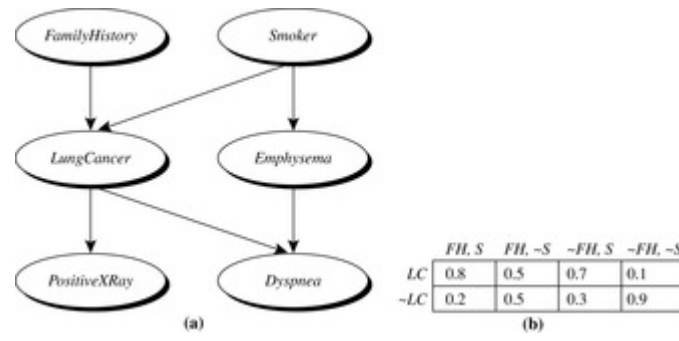 FamilyHistory Smoker
LungCancer Emphysema
PositiveXRay Dyspnea
(a)
FH, S FH, ~S ~FH, S ~FH, ~S
LC 0.8 0.5 0.7 0.1
~LC 0.2 0.5 0.3 0.9
(b)